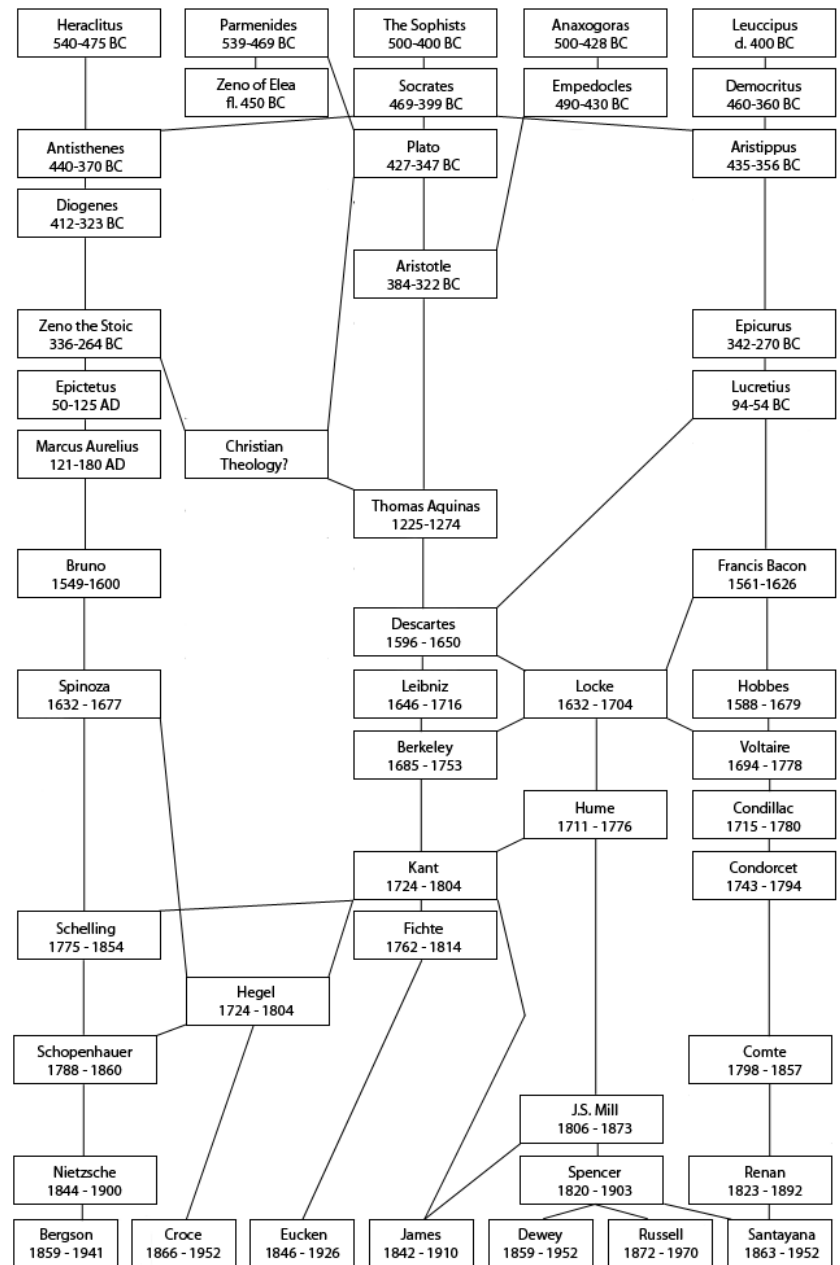 Heraclitus
540-475 BC
Parmenides
539-469 BC
The Sophists
500-400 BC
Anaxogoras
500-428 BC
Leuccipus
d. 400 BC
Zeno of Elea
fl. 450 BC
Socrates
469-399 BC
Empedocles
490-430 BC
Democritus
460-360 BC
Antisthenes
440-370 BC
Plato
427-347 BC
Aristippus
435-356 BC
Diogenes
412-323 BC
Aristotle
384-322 BC
Zeno the Stoic
336-264 BC
Epicurus
342-270 BC
Epictetus
50-125 AD
Lucretius
94-54 BC
Marcus Aurelius
121-180 AD
Christian
Theology?
Thomas Aquinas
1225-1274
Bruno
1549-1600
Francis Bacon
1561-1626
Descartes
1596 - 1650
Spinoza
1632 - 1677
Leibniz
1646 - 1716
Locke
1632 - 1704
Hobbes
1588 - 1679
Berkeley
1685 - 1753
Voltaire
1694 - 1778
Hume
1711 - 1776
Condillac
1715 - 1780
Kant
1724 - 1804
Condorcet
1743 - 1794
Schelling
1775 - 1854
Fichte
1762 - 1814
Hegel
1724 - 1804
Schopenhauer
1788 - 1860
Comte
1798 - 1857
J.S. Mill
1806 - 1873
Nietzsche
1844 - 1900
Spencer
1820 - 1903
Renan
1823 - 1892
Bergson
1859 - 1941
Croce
1866 - 1952
Eucken
1846 - 1926
James
1842 - 1910
Dewey
1859 - 1952
Russell
1872 - 1970
Santayana
1863 - 1952